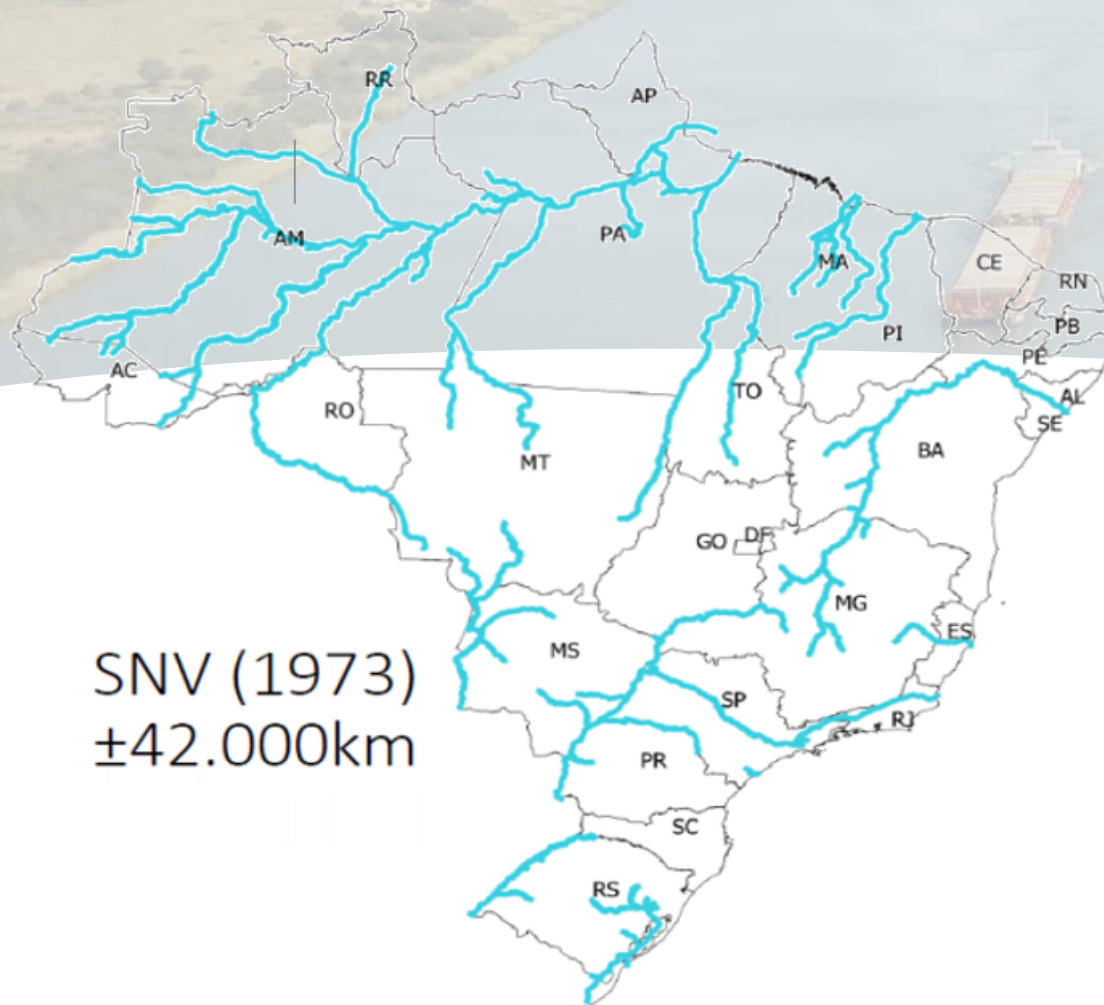 RR
AP
AM
PA
MA
CE
RN
PB
PI
PE
AC
TO
AL
SE
RO
BA
MT
GO
DF
MG
ES
MS
SNV (1973)
±42.000km
SP
RJ
PR
SC
RS